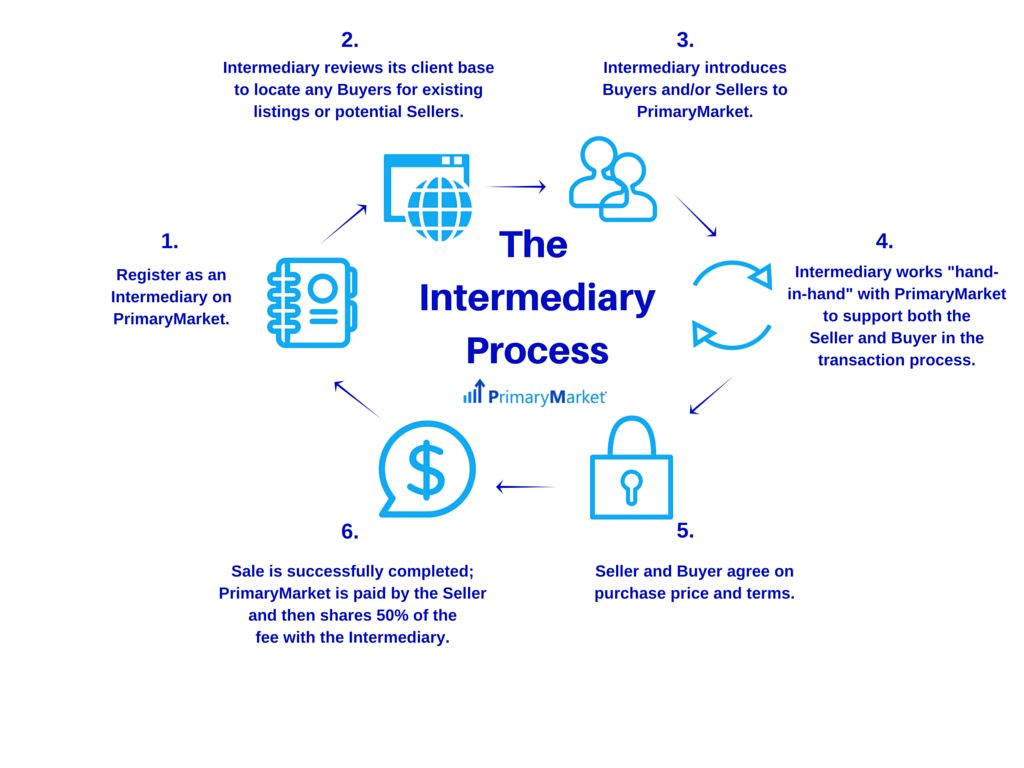 2.
Intermediary reviews its client base
to locate any Buyers for existing
listings or potential Sellers.
3.
Intermediary introduces
Buyers and/or Sellers to
PrimaryMarket.
1.
Register as an
Intermediary on
PrimaryMarket.
The
Intermediary
Process
PrimaryMarket
4.
Intermediary works "hand-
in-hand" with PrimaryMarket
to support both the
Seller and Buyer in the
transaction process.
6.
Sale is successfully completed;
PrimaryMarket is paid by the Seller
and then shares 50% of the
fee with the Intermediary.
5.
Seller and Buyer agree on
purchase price and terms.